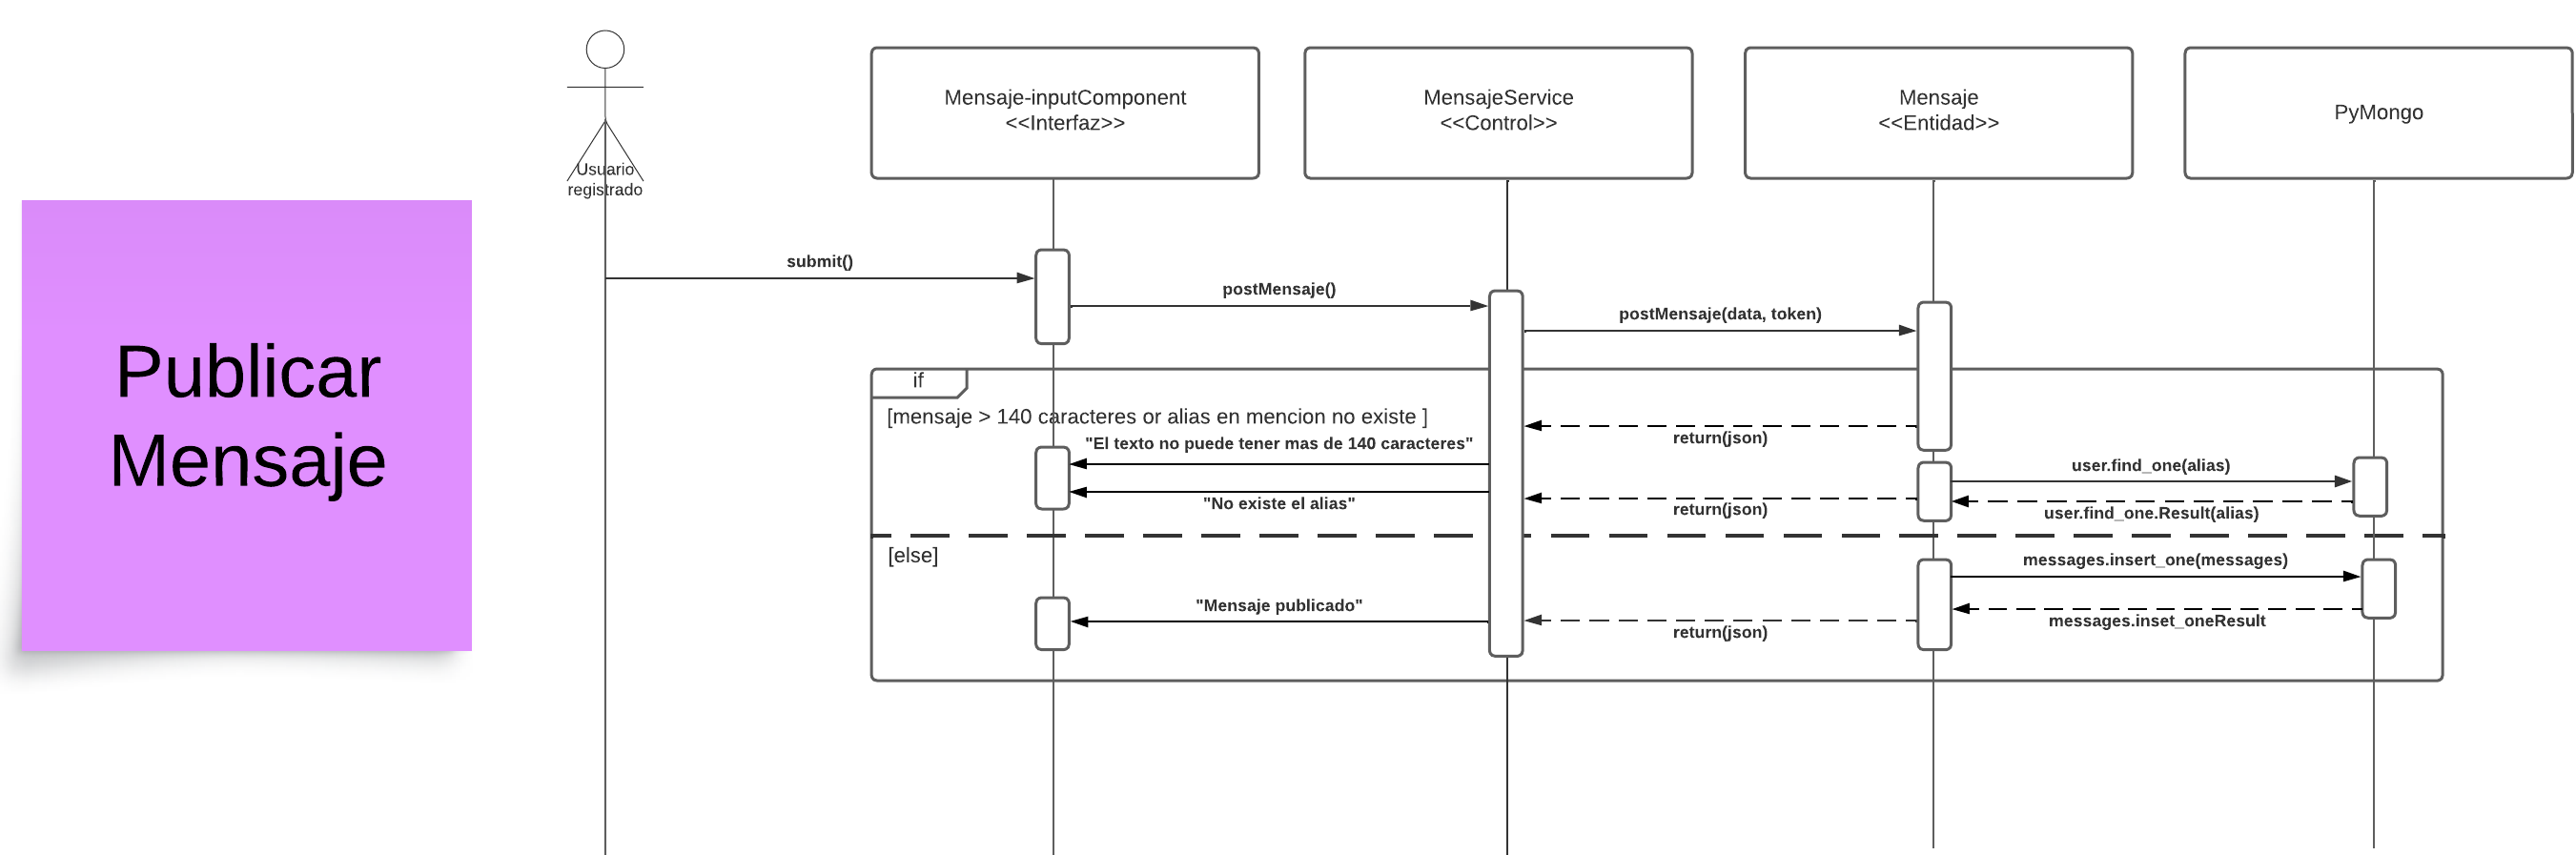 Publicar
Mensaje
Usuario
registrado
Mensaje-inputComponent
<<Interfaz>>
MensajeService
<<Control>>
Mensaje
<<Entidad>>
PyMongo
submit()
postMensaje()
postMensaje(data, token)
if
[mensaje > 140 caracteres or alias en mencion no existe ]
return(json)
"El texto no puede tener mas de 140 caracteres"
user.find_one(alias)
"No existe el alias"
return(json)
user.find_one.Result(alias)
[else]
messages.insert_one(messages)
"Mensaje publicado"
return(json)
messages.inset_oneResult